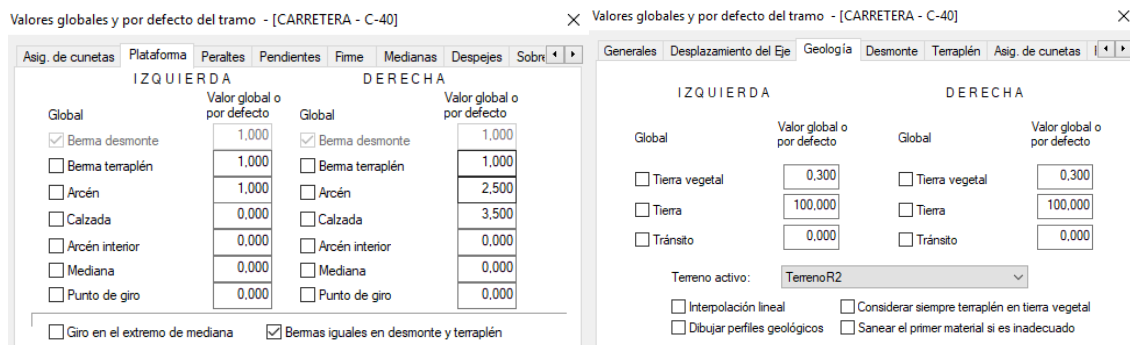 Valores globales y por defecto del tramo - [CARRETERA - C-40]
Asig. de cunetas Plataforma Peraltes Pendientes Firme Medianas Despejes
IZQUIERDA DERECHA
Global Valor global o por defecto Global Valor global o por defecto
Berma desmonte 1,000 Berma desmonte 1,000
Berma terraplén 1,000 Berma terraplén 1,000
Arcén 1,000 Arcén 2,500
Calzada 0,000 Calzada 3,500
Arcén interior 0,000 Arcén interior 0,000
Mediana 0,000 Mediana 0,000
Punto de giro 0,000 Punto de giro 0,000
Giro en el extremo de mediana Bermas iguales en desmonte y terraplén
Valores globales y por defecto del tramo - [CARRETERA - C-40]
Generales Desplazamiento del Eje Geología Desmonte Terraplén Asig. de cunetas
IZQUIERDA DERECHA
Global Valor global o por defecto Global Valor global o por defecto
Tierra vegetal 0,300 Tierra vegetal 0,300
Tierra 100,000 Tierra 100,000
Tránsito 0,000 Tránsito 0,000
Terreno activo: TerrenoR2
Interpolación lineal Considerar siempre terraplén en tierra vegetal
Dibujar perfiles geológicos Sanear el primer material si es inadecuado